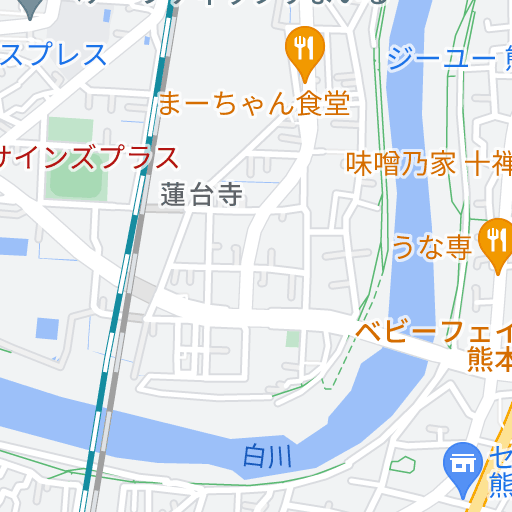 スプレス
ジーユー 熊
まーちゃん食堂
サインズプラス
味噌乃家 十禅
蓮台寺
うな専
ベビーフェイ
熊本
白川
セ
熊